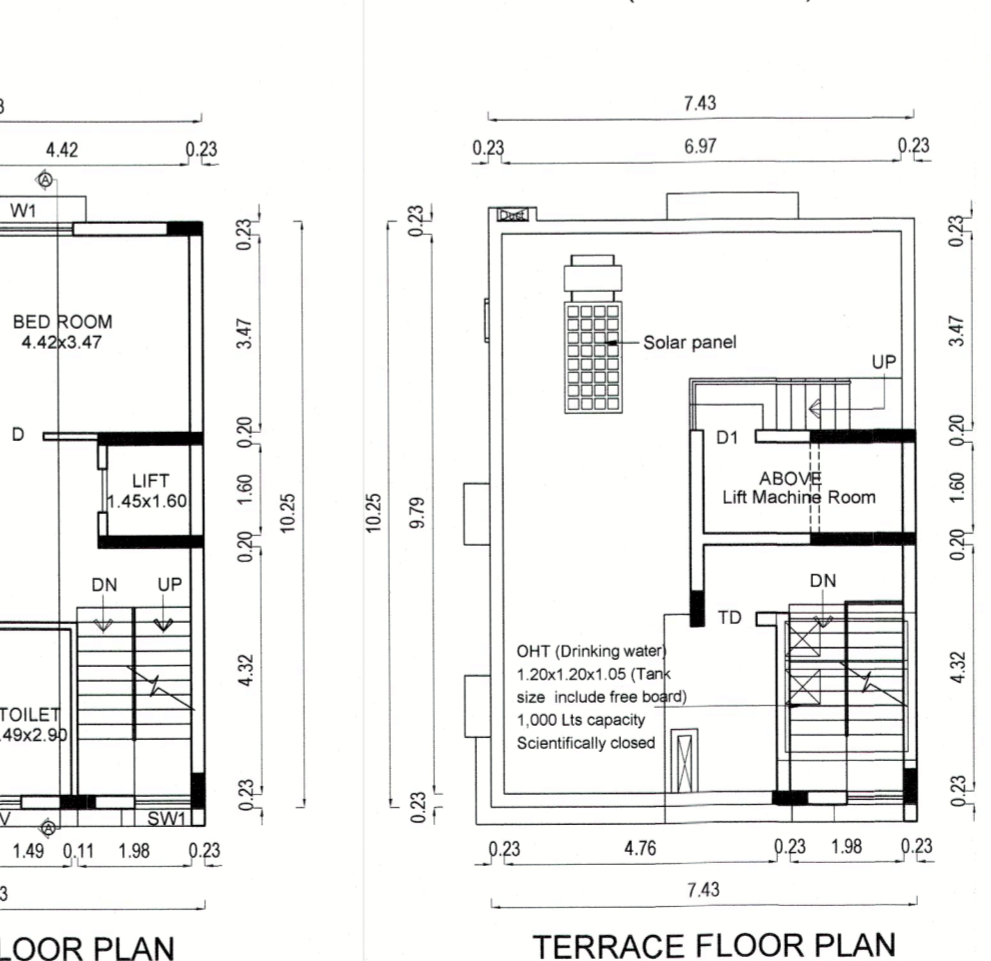 4.42
0.23
W1
0.23
BED ROOM
4.42x3.47
3.47
D
0.20
LIFT
1.45x1.60
1.60
10.25
0.20
DN
UP
4.32
TOILET
.49x2.90
0.23
V
A
A
SW1
1.49
0.11
1.98
0.23
LOOR PLAN
7.43
0.23
6.97
0.23
Duct
0.23
0.23
Solar panel
3.47
UP
D1
0.20
ABOVE
Lift Machine Room
1.60
10.25
9.79
0.20
DN
TD
OHT (Drinking water)
1.20x1.20x1.05 (Tank
size include free board)
1,000 Lts capacity
Scientifically closed
4.32
0.23
0.23
0.23
4.76
0.23
1.98
0.23
7.43
TERRACE FLOOR PLAN